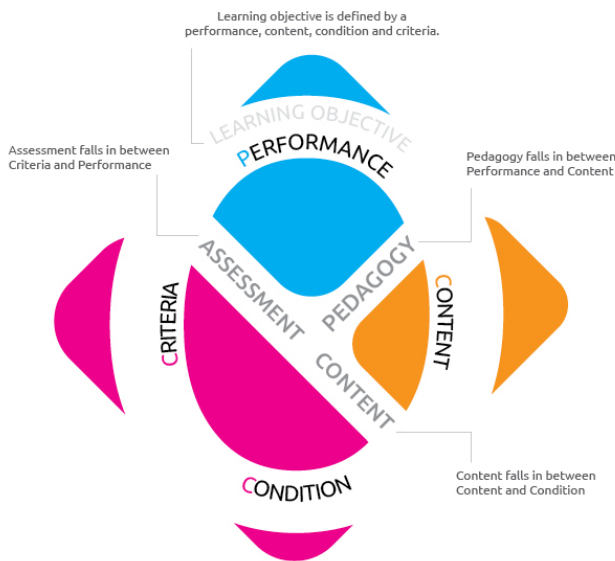 Learning objective is defined by a
performance, content, condition and criteria.
LEARNING OBJECTIVE
PERFORMANCE
Assessment falls in between
Criteria and Performance
Pedagogy falls in between
Performance and Content
ASSESSMENT
PEDAGOGY
CRITERIA
CONTENT
CONTENT
CONDITION
Content falls in between
Content and Condition